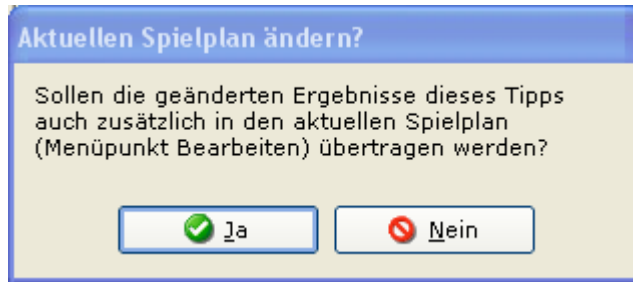 Aktuellen Spielplan ändern?
Sollen die geänderten Ergebnisse dieses Tipps
auch zusätzlich in den aktuellen Spielplan
(Menüpunkt Bearbeiten) übertragen werden?
Ja
Nein